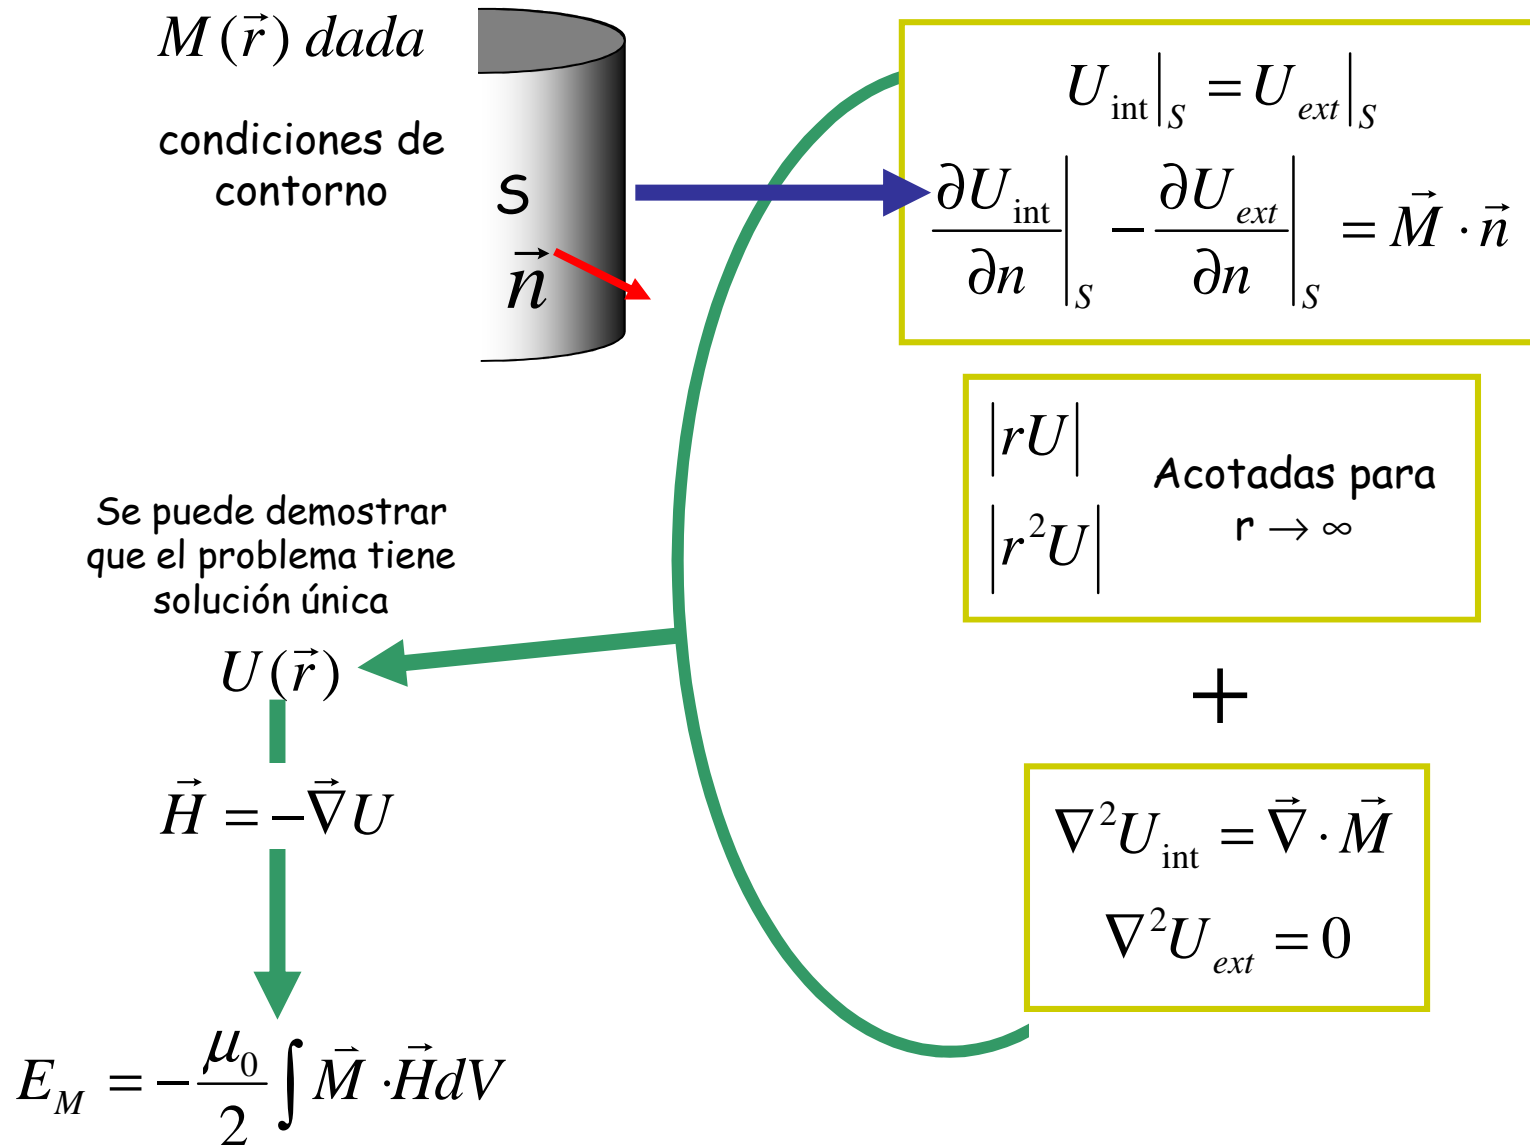 M(r⃗) dada
condiciones de
contorno
S
n⃗
U_int|_S = U_ext|_S
∂U_int/∂n|_S − ∂U_ext/∂n|_S = M⃗ · n⃗
|rU|
|r²U|
Acotadas para
r → ∞
+
∇²U_int = ∇⃗ · M⃗
∇²U_ext = 0
Se puede demostrar
que el problema tiene
solución única
U(r⃗)
H⃗ = −∇⃗U
E_M = −μ₀/2 ∫ M⃗ · H⃗ dV